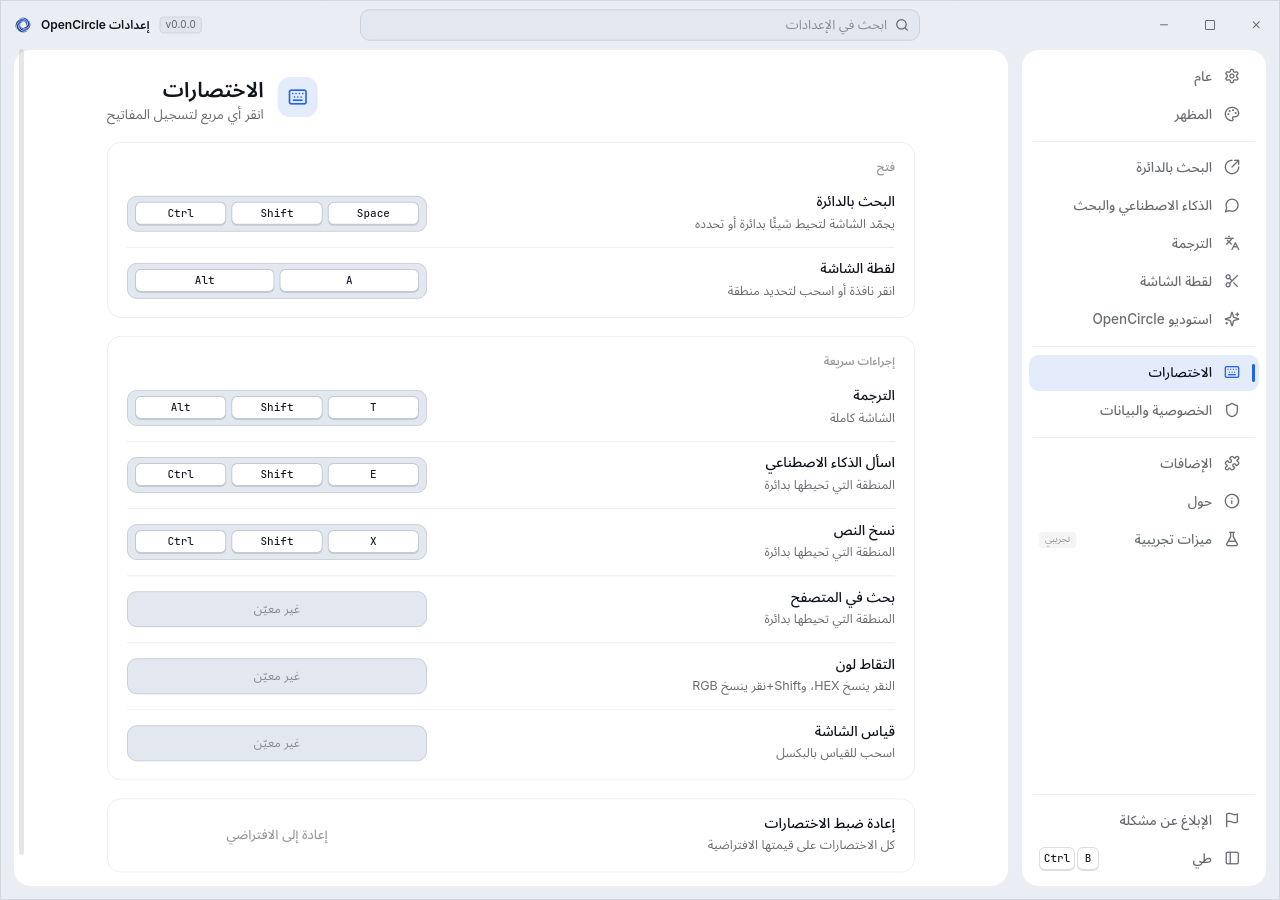 إعدادات OpenCircle
v0.0.0
ابحث في الإعدادات
عام
المظهر
البحث بالدائرة
الذكاء الاصطناعي والبحث
الترجمة
لقطة الشاشة
استوديو OpenCircle
الاختصارات
الخصوصية والبيانات
الإضافات
حول
ميزات تجريبية
تجريبي
الإبلاغ عن مشكلة
طي
Ctrl B
الاختصارات
انقر أي مربع لتسجيل المفاتيح
فتح
البحث بالدائرة
يجمّد الشاشة لتحيط شيئًا بدائرة أو تحدده
Ctrl Shift Space
لقطة الشاشة
انقر نافذة أو اسحب لتحديد منطقة
Alt A
إجراءات سريعة
الترجمة
الشاشة كاملة
Alt Shift T
اسأل الذكاء الاصطناعي
المنطقة التي تحيطها بدائرة
Ctrl Shift E
نسخ النص
المنطقة التي تحيطها بدائرة
Ctrl Shift X
بحث في المتصفح
المنطقة التي تحيطها بدائرة
غير معيّن
التقاط لون
النقر ينسخ HEX، وShift+نقر ينسخ RGB
غير معيّن
قياس الشاشة
اسحب للقياس بالبكسل
غير معيّن
إعادة ضبط الاختصارات
كل الاختصارات على قيمتها الافتراضية
إعادة إلى الافتراضي